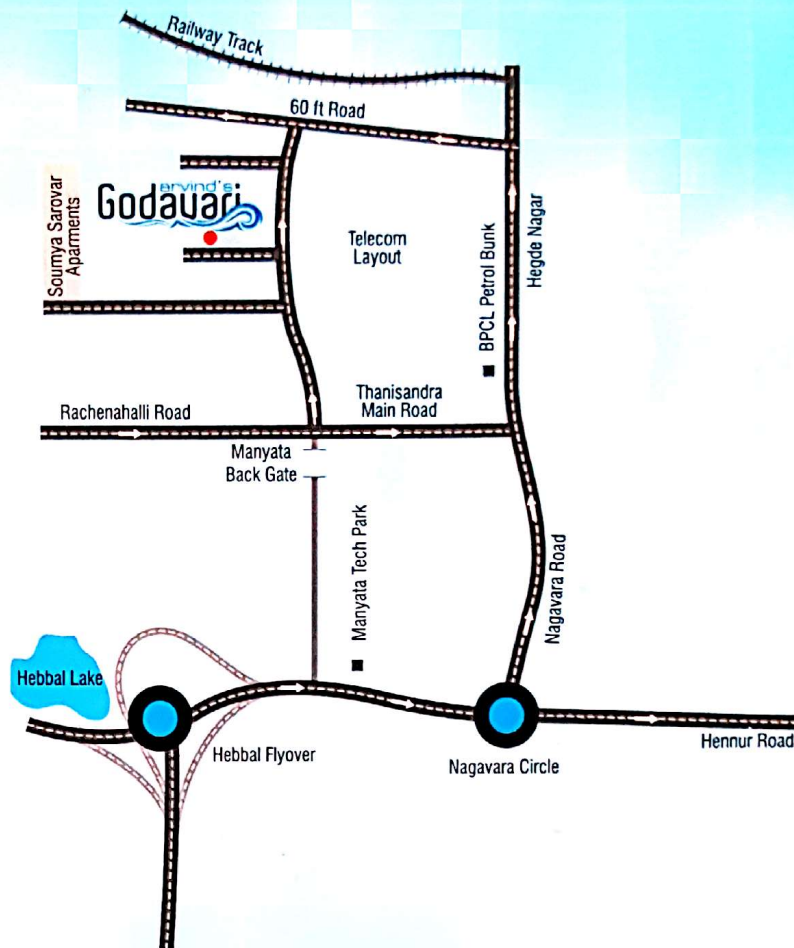 Railway Track
60 ft Road
arvind's
Godavari
Soumya Sarovar
Aparments
Telecom
Layout
BPCL Petrol Bunk
Hegde Nagar
Thanisandra
Main Road
Rachenahalli Road
Manyata
Back Gate
Manyata Tech Park
Nagavara Road
Hebbal Lake
Hebbal Flyover
Nagavara Circle
Hennur Road